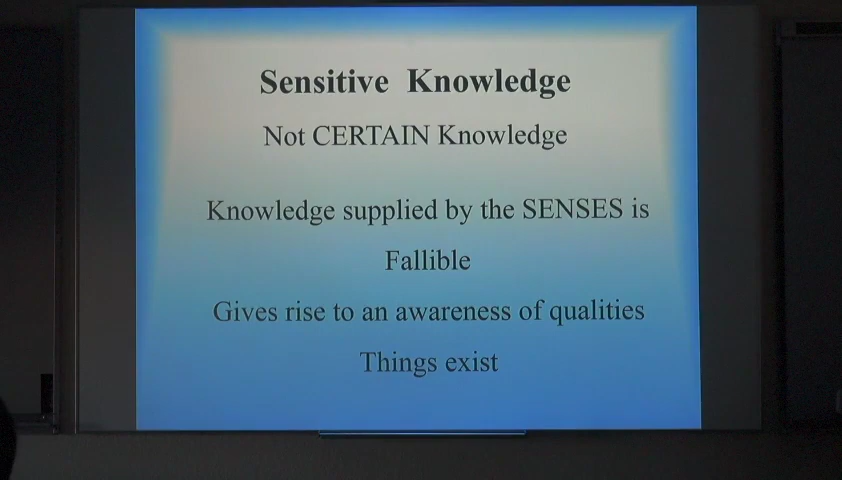 Sensitive Knowledge
Not CERTAIN Knowledge
Knowledge supplied by the SENSES is
Fallible
Gives rise to an awareness of qualities
Things exist